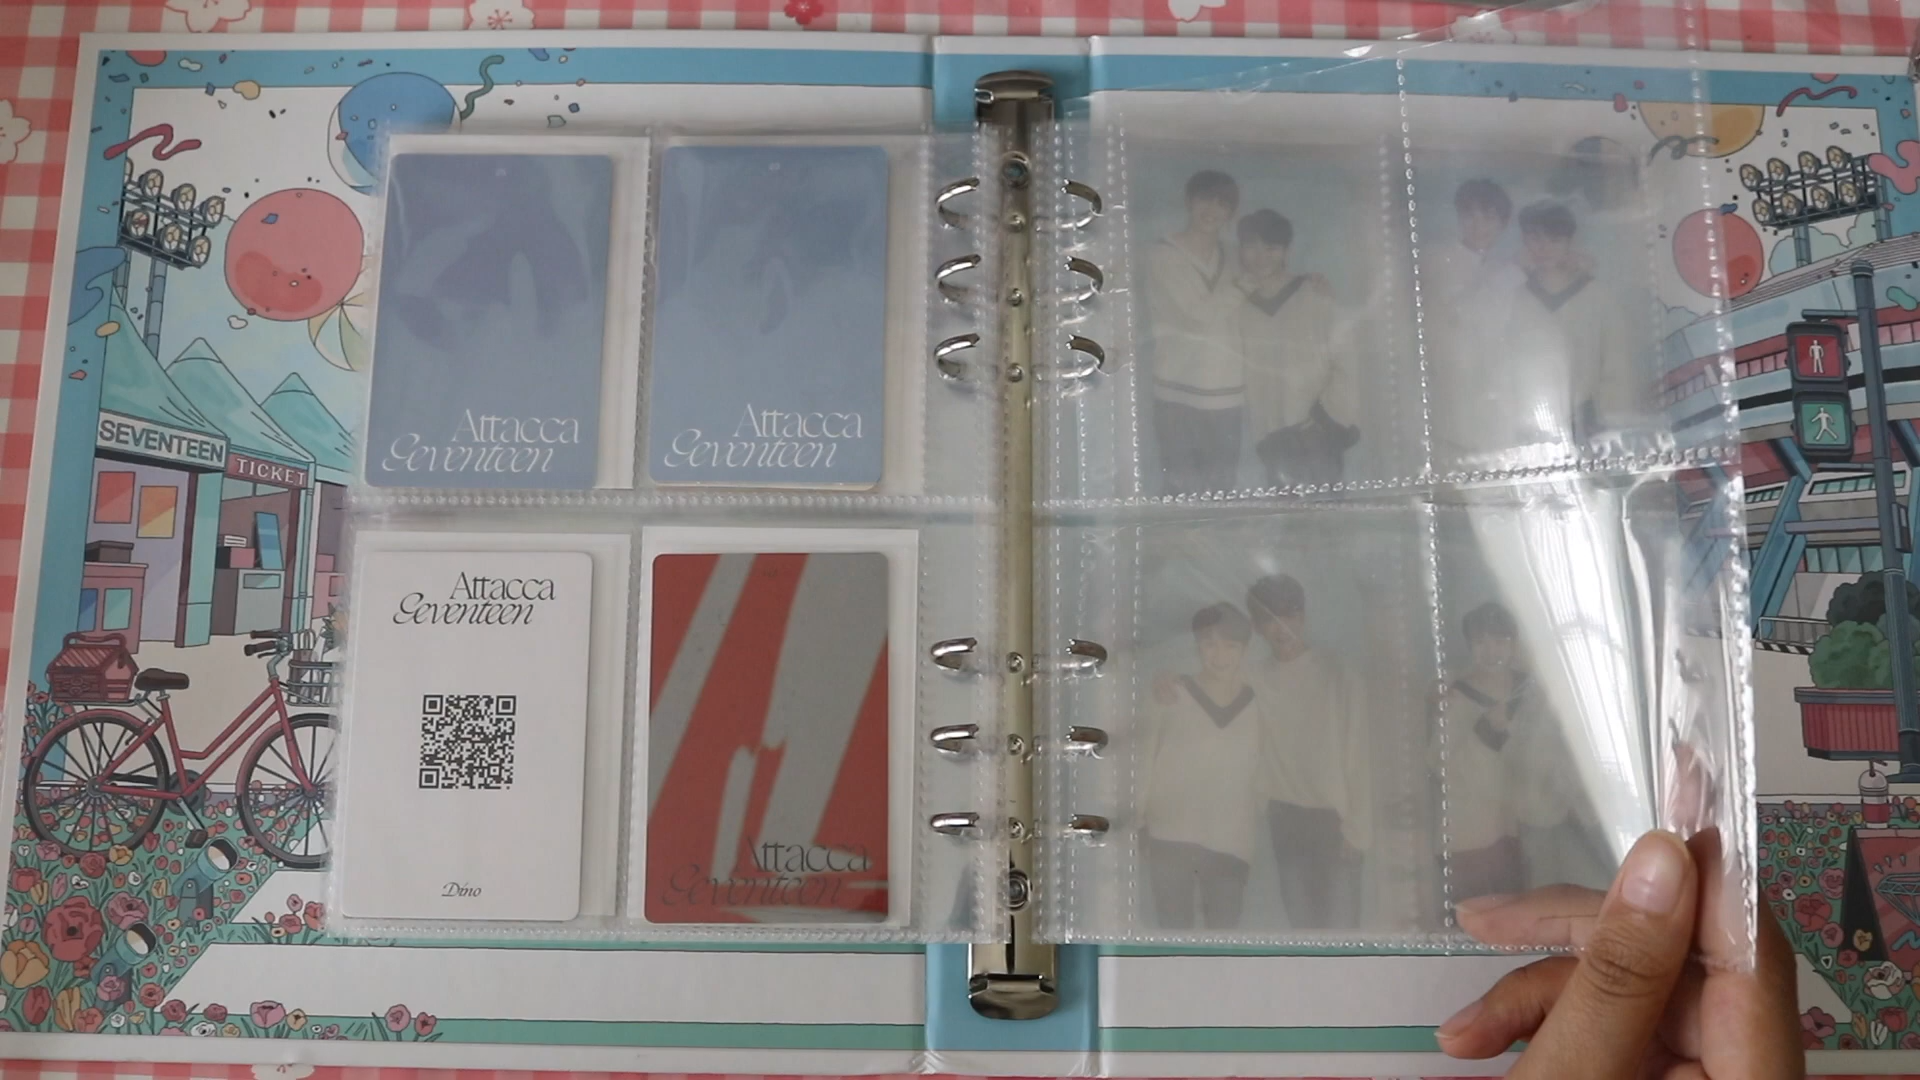 SEVENTEEN
TICKET
Attacca
Seventeen
Attacca
Seventeen
Attacca
Seventeen
Dino
Attacca
Seventeen